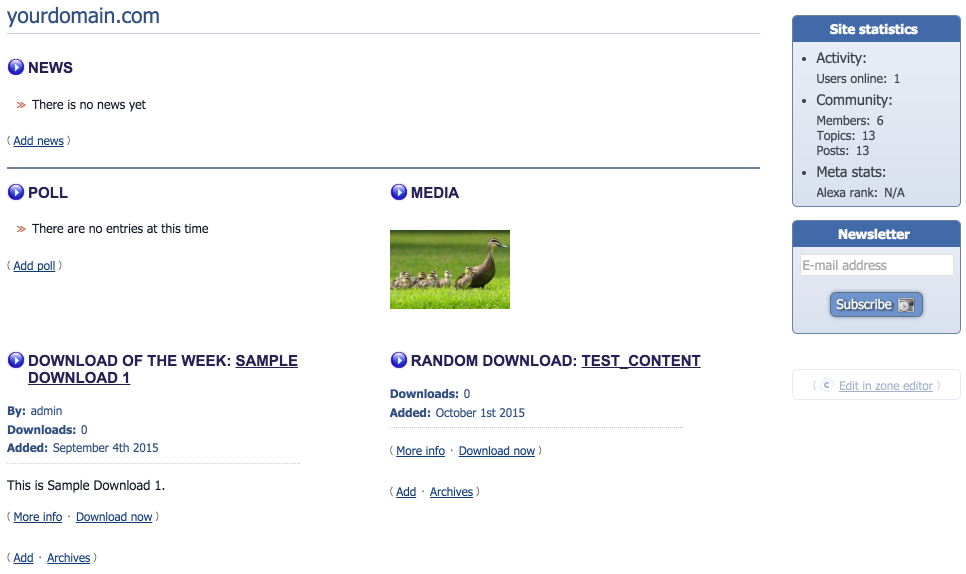 yourdomain.com
NEWS
There is no news yet
( Add news )
POLL
There are no entries at this time
( Add poll )
MEDIA
DOWNLOAD OF THE WEEK: SAMPLE
DOWNLOAD 1
By: admin
Downloads: 0
Added: September 4th 2015
This is Sample Download 1.
( More info · Download now )
( Add · Archives )
RANDOM DOWNLOAD: TEST_CONTENT
Downloads: 0
Added: October 1st 2015
( More info · Download now )
( Add · Archives )
Site statistics
• Activity:
Users online: 1
• Community:
Members: 6
Topics: 13
Posts: 13
• Meta stats:
Alexa rank: N/A
Newsletter
E-mail address
Subscribe
( C Edit in zone editor )